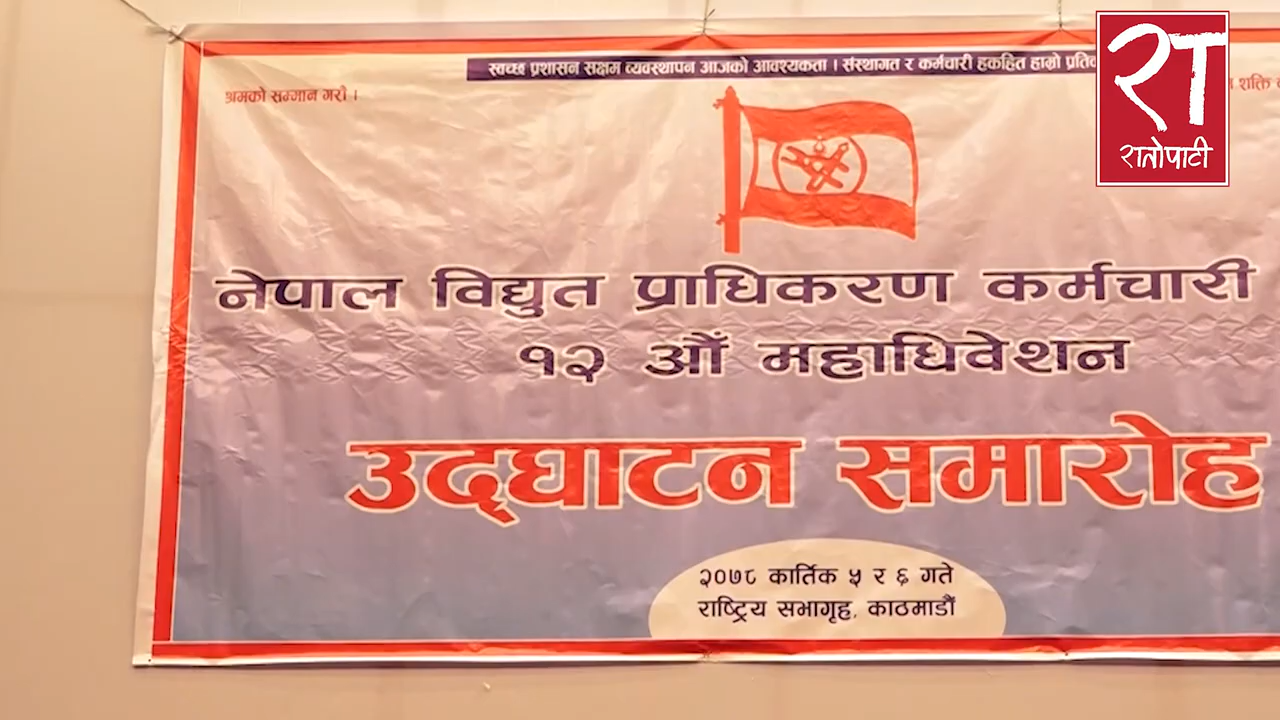 स्वच्छ प्रशासन सक्षम व्यवस्थापन आजको आवश्यकता । संस्थागत र कर्मचारी हकहित हाम्रो
श्रमको सम्मान गरौं ।
शक्ति
रा
रातोपाटी
नेपाल विद्युत प्राधिकरण कर्मचारी
१२ औं महाधिवेशन
उद्घाटन समारोह
२०७८ कार्तिक ५ र ६ गते
राष्ट्रिय सभागृह, काठमाडौं